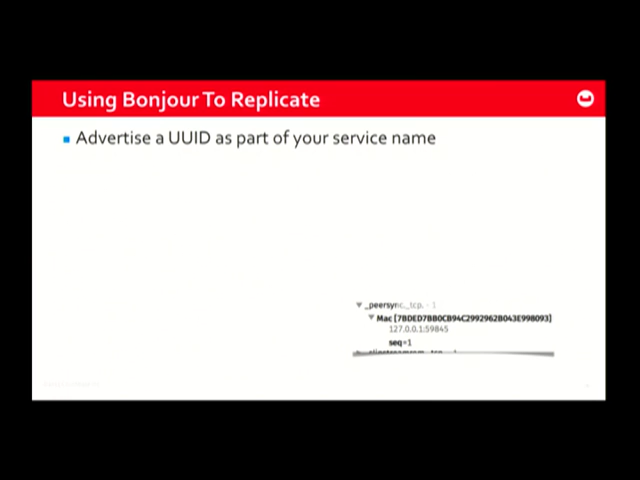 Using Bonjour To Replicate
Advertise a UUID as part of your service name
_peersync._tcp. - 1
Mac [7BDED7BB0CB94C2992962B043E998093]
127.0.0.1:59845
seq=1